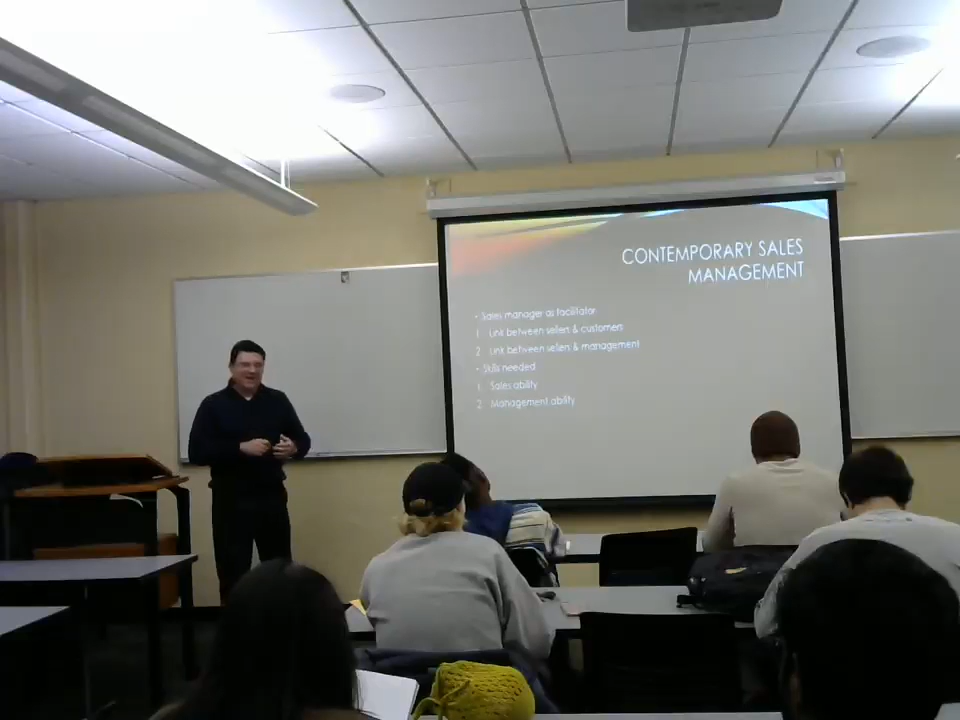 CONTEMPORARY SALES
MANAGEMENT
• Sales manager as facilitator
1 Link between sellers & customers
2 Link between sellers & management
• Skills needed
1 Sales ability
2 Management ability